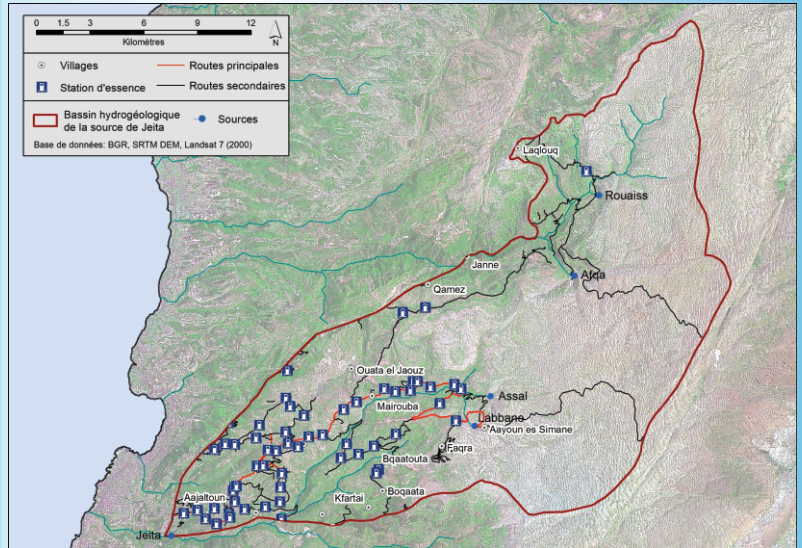 0 1.5 3 6 9 12
Kilomètres
N
Villages
Routes principales
Station d'essence
Routes secondaires
Bassin hydrogéologique
de la source de Jeita
Sources
Base de données: BGR, SRTM DEM, Landsat 7 (2000)
Laqlouq
Rouaiss
Janne
Afqa
Qamez
Ouata el Jaouz
Assal
Mairouba
Labbane
Aayoun es Simane
Faqra
Bqaatouta
Boqaata
Aajaltoun
Kfartai
Jeita